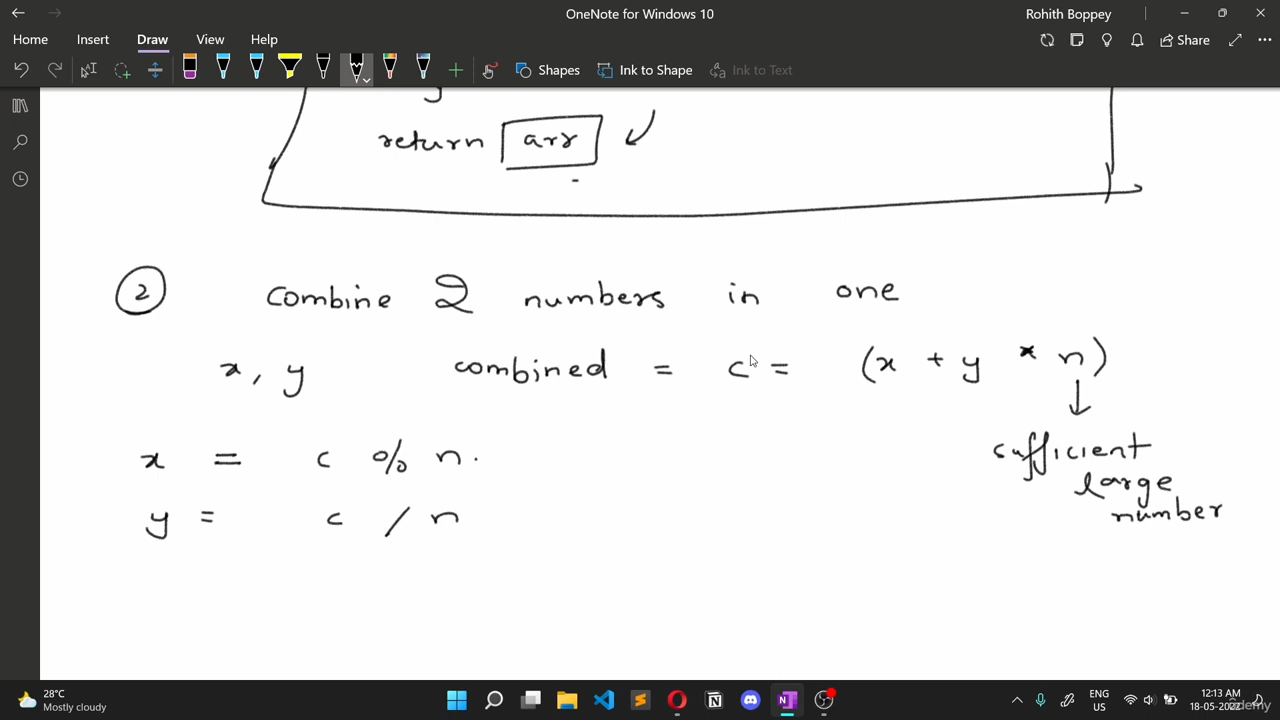 OneNote for Windows 10
Rohith Boppey
Home Insert Draw View Help
Share
Shapes Ink to Shape Ink to Text
return arr
2 combine 2 numbers in one
x, y combined = c = (x + y * n)
sufficient
large
number
x = c % n.
y = c / n
28°C
Mostly cloudy
ENG
US
12:13 AM
18-05-2022
udemy